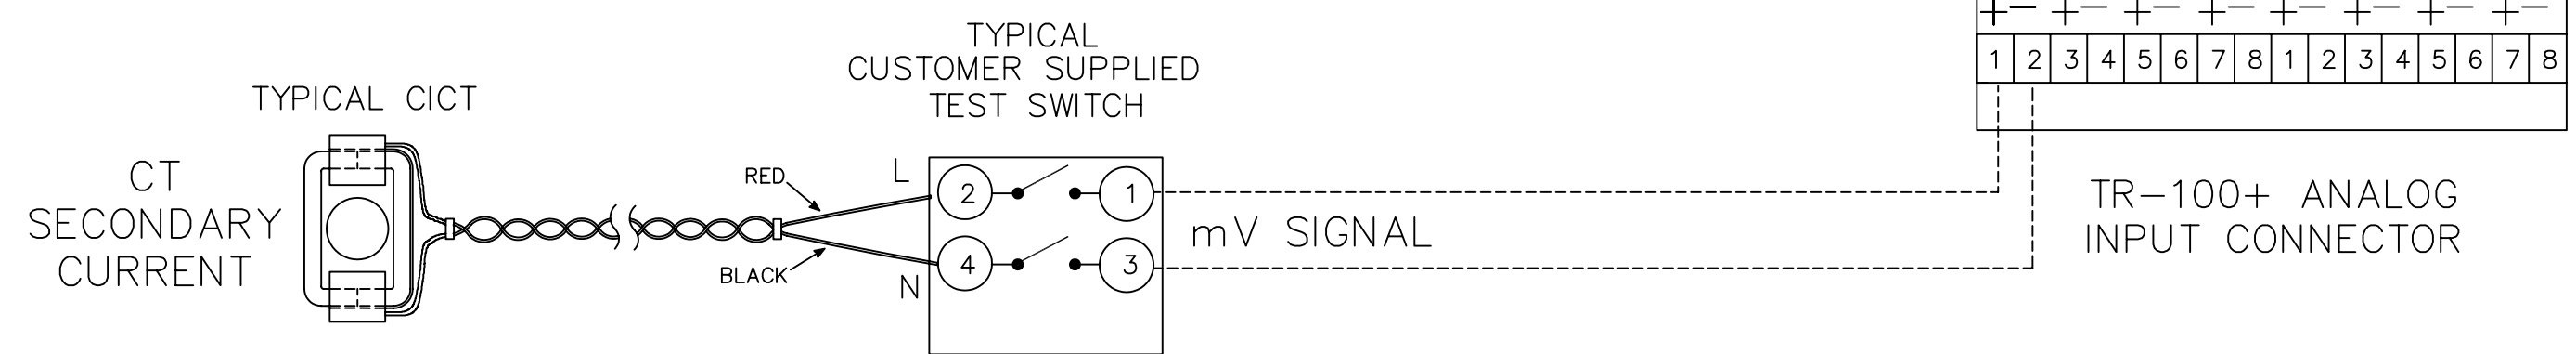 TYPICAL CICT
CT
SECONDARY
CURRENT
TYPICAL
CUSTOMER SUPPLIED
TEST SWITCH
RED
BLACK
L
N
2
1
4
3
mV SIGNAL
+− +− +− +− +− +− +− +−
1 2 3 4 5 6 7 8 1 2 3 4 5 6 7 8
TR−100+ ANALOG
INPUT CONNECTOR